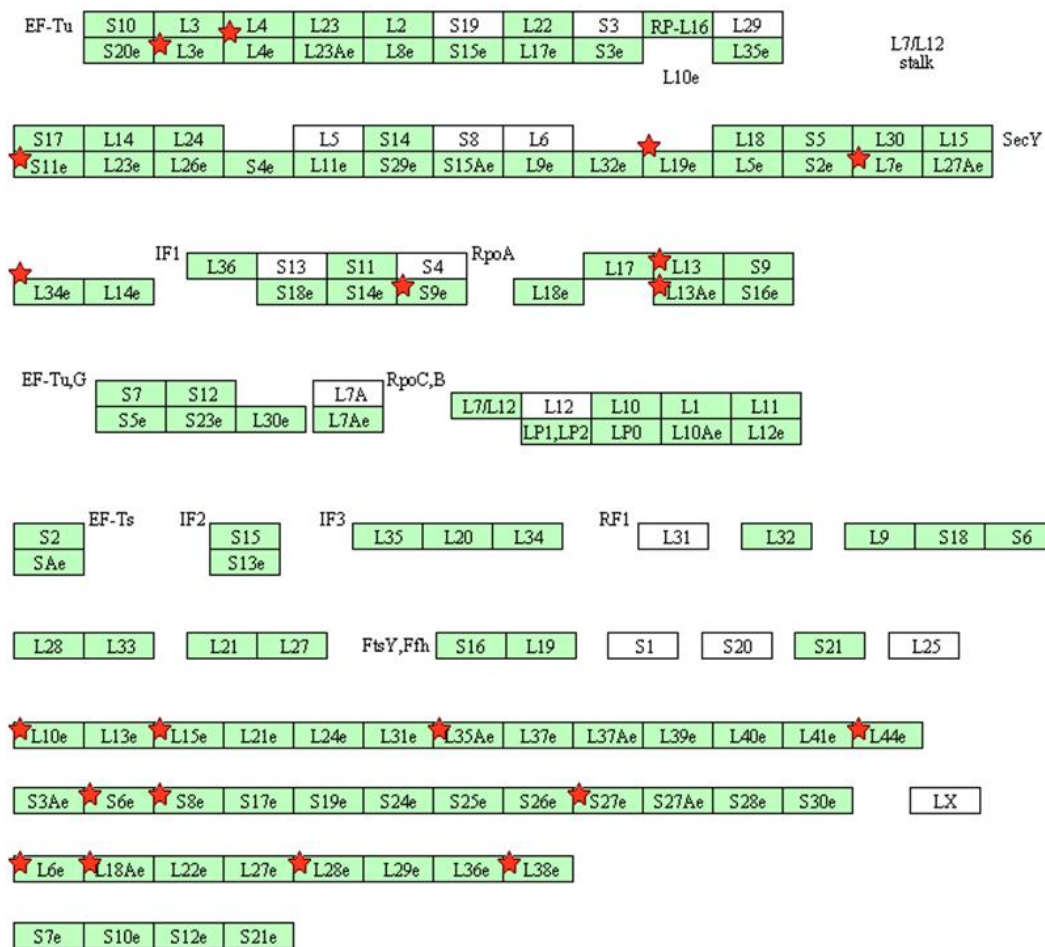 EF-Tu S10 L3 L4 L23 L2 S19 L22 S3 RP-L16 L29
S20e L3e L4e L23Ae L8e S15e L17e S3e L35e
L10e
L7/L12
stalk
S17 L14 L24 L5 S14 S8 L6 L18 S5 L30 L15 SecY
S11e L23e L26e S4e L11e S29e S15Ae L9e L32e L19e L5e S2e L7e L27Ae
IF1 L36 S13 S11 S4 RpoA L17 L13 S9
L34e L14e S18e S14e S9e L18e L13Ae S16e
EF-Tu,G S7 S12 L7A RpoC,B L7/L12 L12 L10 L1 L11
S5e S23e L30e L7Ae LP1,LP2 LP0 L10Ae L12e
S2 EF-Ts IF2 S15 IF3 L35 L20 L34 RF1 L31 L32 L9 S18 S6
SAe S13e
L28 L33 L21 L27 FtsY,Ffh S16 L19 S1 S20 S21 L25
L10e L13e L15e L21e L24e L31e L35Ae L37e L37Ae L39e L40e L41e L44e
S3Ae S6e S8e S17e S19e S24e S25e S26e S27e S27Ae S28e S30e LX
L6e L18Ae L22e L27e L28e L29e L36e L38e
S7e S10e S12e S21e